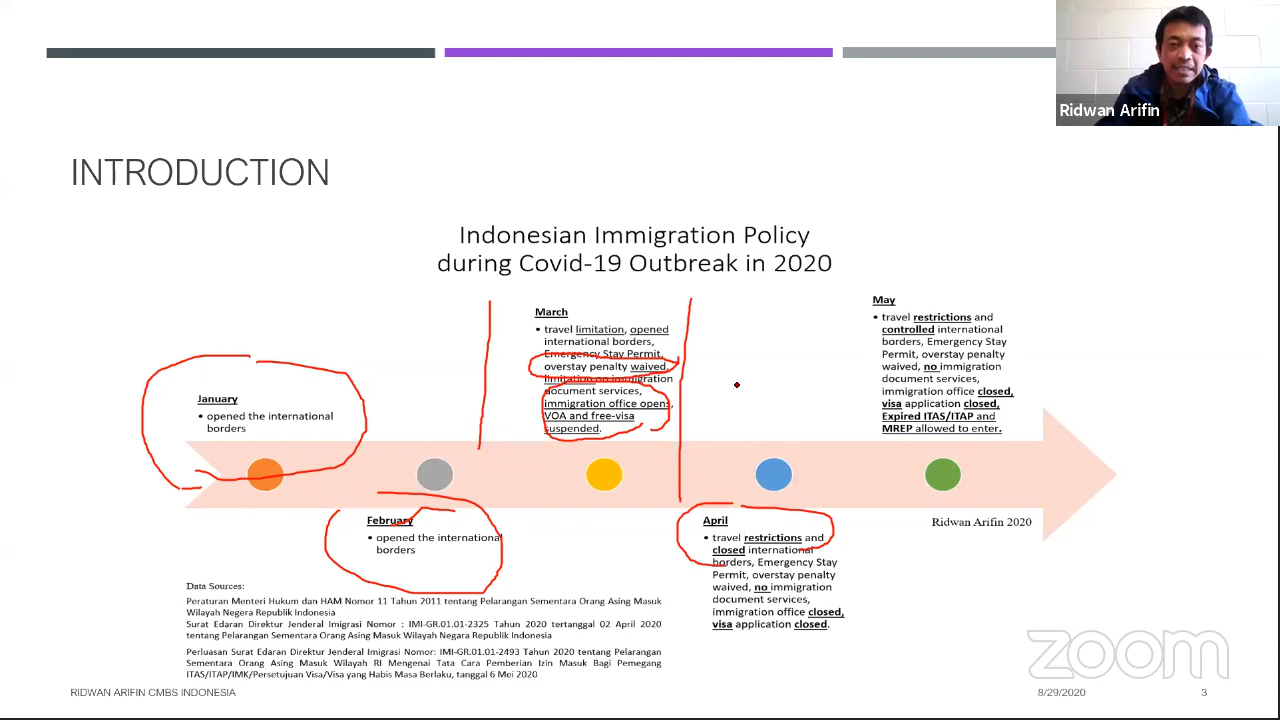 Ridwan Arifin
INTRODUCTION
Indonesian Immigration Policy
during Covid-19 Outbreak in 2020
January
• opened the international
borders
February
• opened the international
borders
March
• travel limitation, opened
international borders,
Emergency Stay Permit,
overstay penalty waived,
limitation on immigration
document services,
immigration office opens,
VOA and free-visa
suspended.
April
• travel restrictions and
closed international
borders, Emergency Stay
Permit, overstay penalty
waived, no immigration
document services,
immigration office closed,
visa application closed.
May
• travel restrictions and
controlled international
borders, Emergency Stay
Permit, overstay penalty
waived, no immigration
document services,
immigration office closed,
visa application closed,
Expired ITAS/ITAP and
MREP allowed to enter.
Ridwan Arifin 2020
Data Sources:
Peraturan Menteri Hukum dan HAM Nomor 11 Tahun 2011 tentang Pelarangan Sementara Orang Asing Masuk
Wilayah Negera Republik Indonesia
Surat Edaran Direktur Jenderal Imigrasi Nomor : IMI-GR.01.01-2325 Tahun 2020 tertanggal 02 April 2020
tentang Pelarangan Sementara Orang Asing Masuk Wilayah Negara Republik Indonesia
Perluasan Surat Edaran Direktur Jenderal Imigrasi Nomor: IMI-GR.01.01-2493 Tahun 2020 tentang Pelarangan
Sementara Orang Asing Masuk Wilayah RI Mengenai Tata Cara Pemberian Izin Masuk Bagi Pemegang
ITAS/ITAP/IMK/Persetujuan Visa/Visa yang Habis Masa Berlaku, tanggal 6 Mei 2020
zoom
RIDWAN ARIFIN CMBS INDONESIA
8/29/2020
3